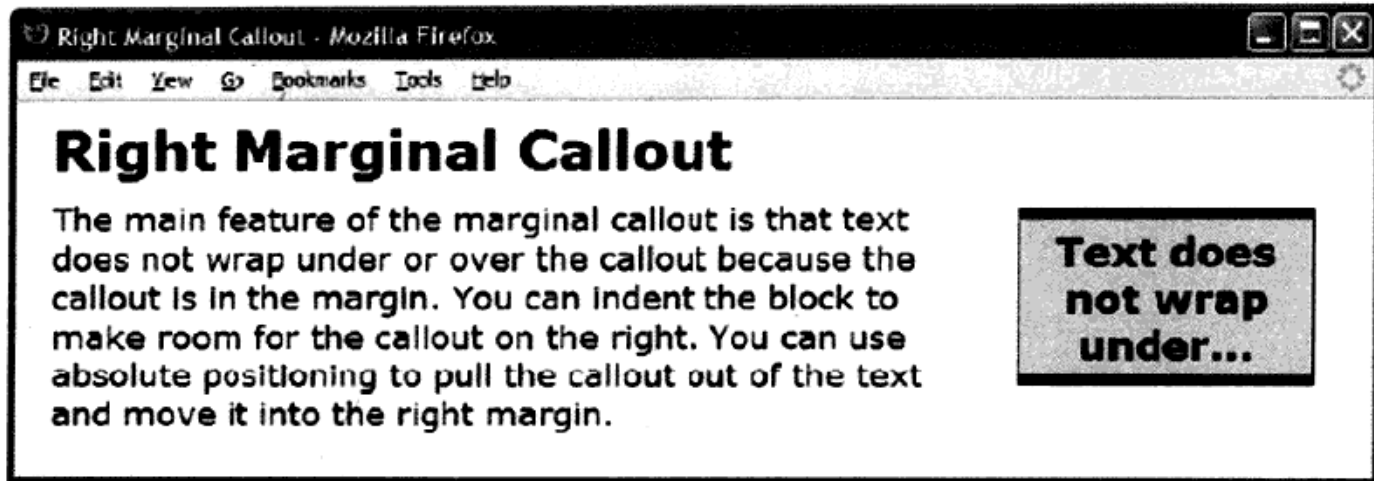 Right Marginal Callout - Mozilla Firefox
File Edit View Go Bookmarks Tools Help
Right Marginal Callout
The main feature of the marginal callout is that text
does not wrap under or over the callout because the
callout is in the margin. You can indent the block to
make room for the callout on the right. You can use
absolute positioning to pull the callout out of the text
and move it into the right margin.
Text does
not wrap
under...